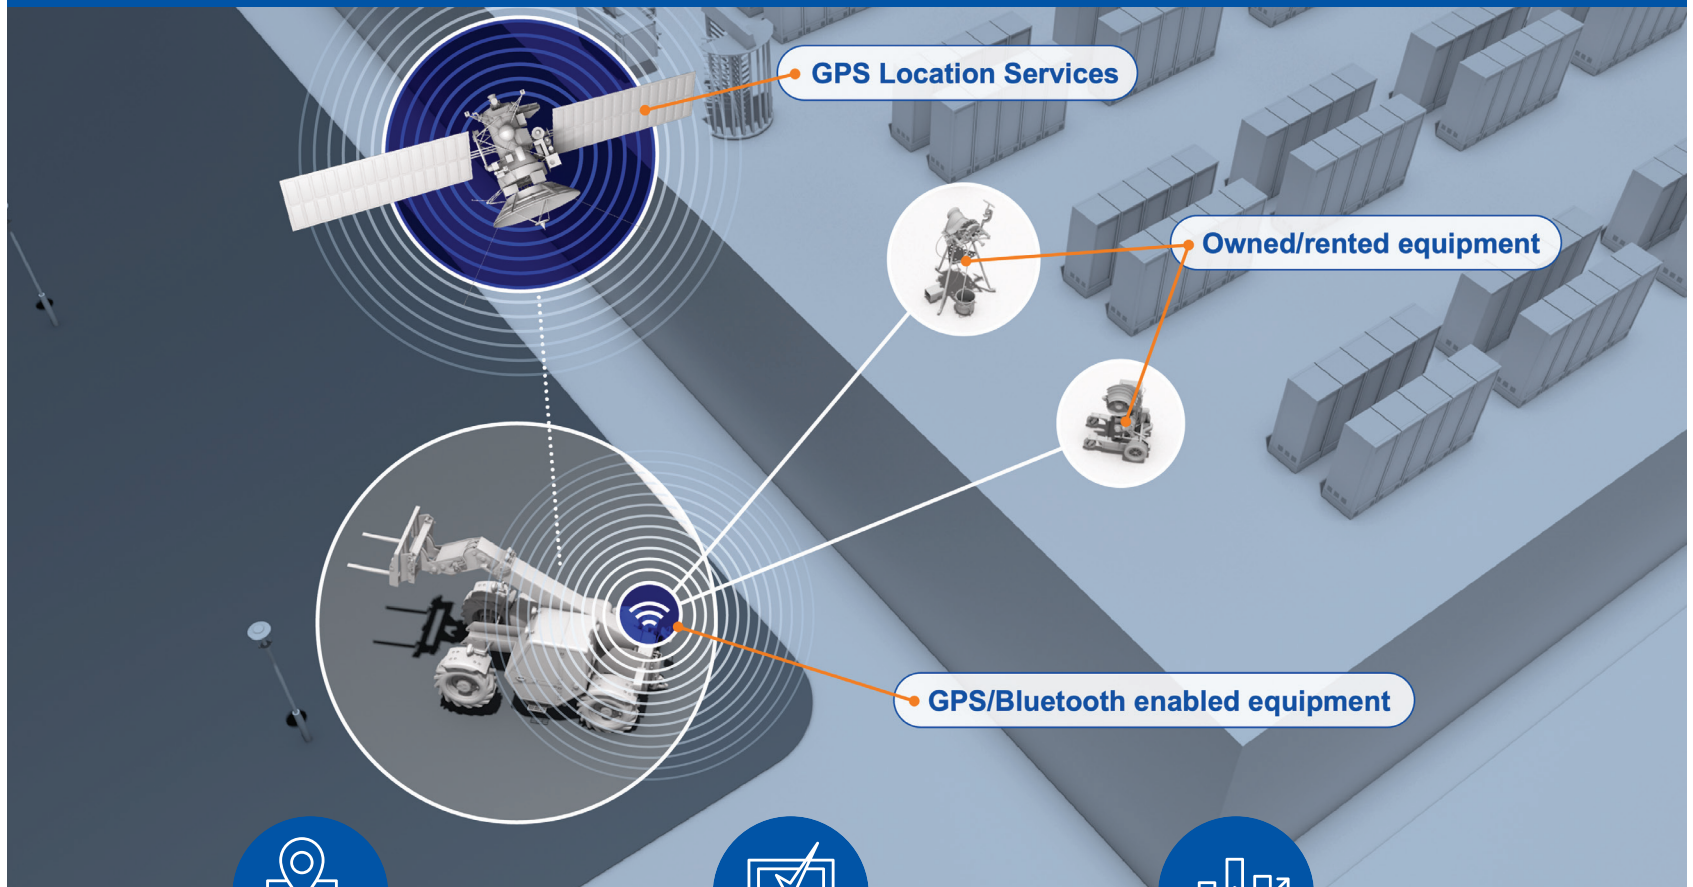 GPS Location Services
Owned/rented equipment
GPS/Bluetooth enabled equipment